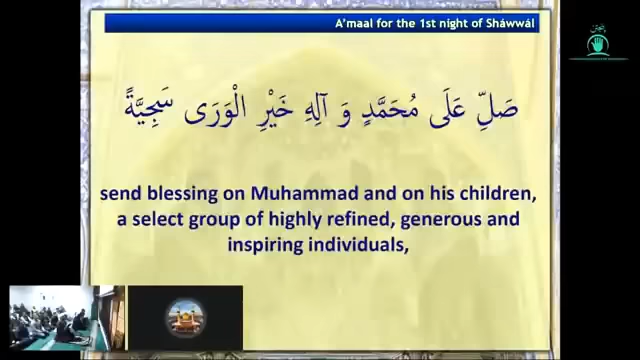 A'maal for the 1st night of Sháwwál
صَلِّ عَلَى مُحَمَّدٍ وَ آلِهِ خَيْرِ الْوَرَى سَجِيَّةً
send blessing on Muhammad and on his children,
a select group of highly refined, generous and
inspiring individuals,